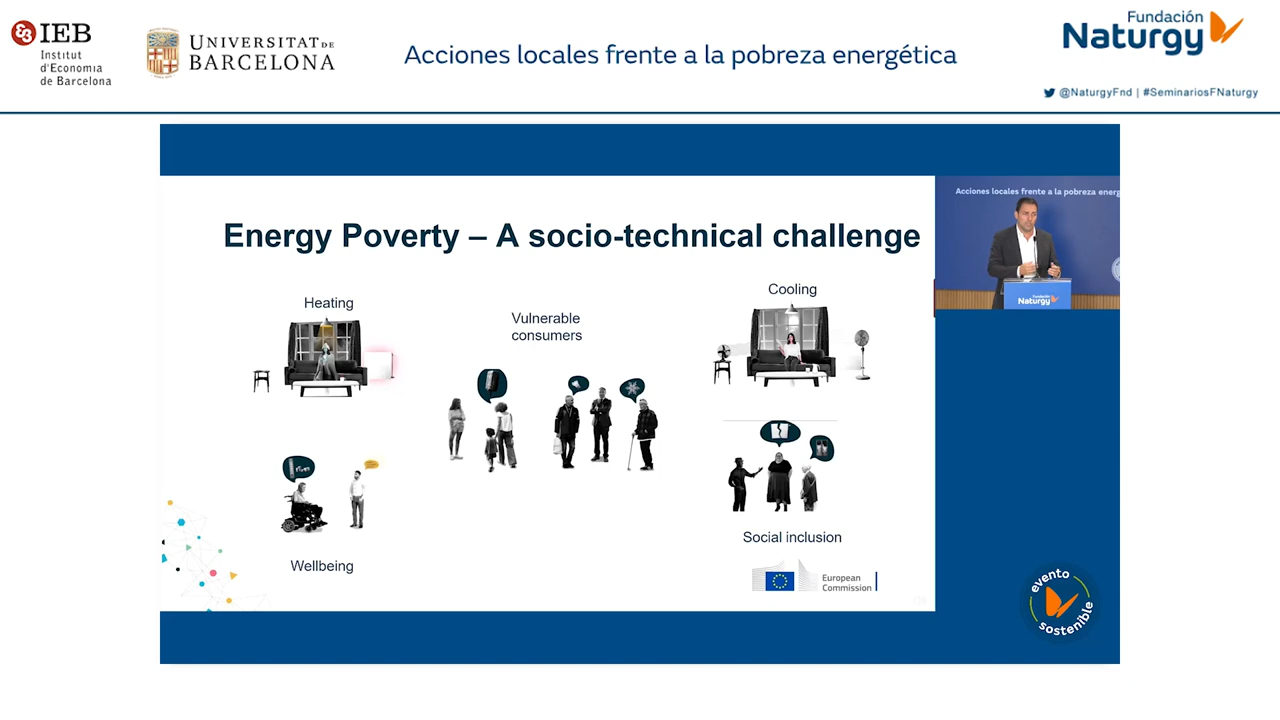 IEB
Institut
d'Economia
de Barcelona
UNIVERSITAT DE
BARCELONA
Acciones locales frente a la pobreza energética
Fundación
Naturgy
@NaturgyFnd | #SeminariosFNaturgy
Acciones locales frente a la pobreza energ
Energy Poverty – A socio-technical challenge
Heating
Vulnerable
consumers
Cooling
Fundación
Naturgy
Wellbeing
Social inclusion
European
Commission
evento
sostenible